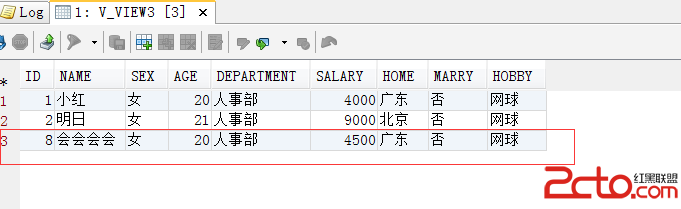 Log 1: V_VIEW3 [3]
* ID NAME SEX AGE DEPARTMENT SALARY HOME MARRY HOBBY
1 1 小红 女 20 人事部 4000 广东 否 网球
2 2 明日 女 21 人事部 9000 北京 否 网球
3 8 会会会会 女 20 人事部 4500 广东 否 网球
2cto.com 红黑联盟